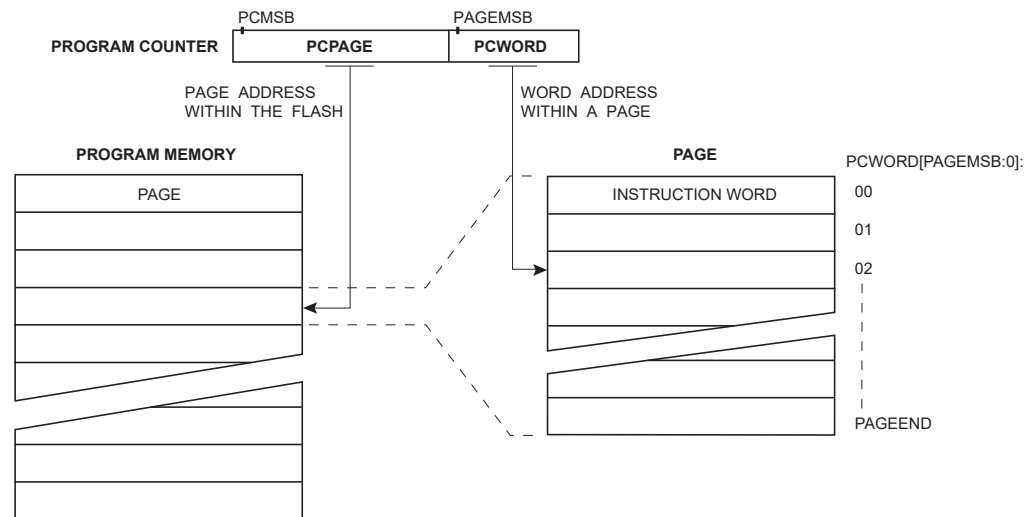 PCMSB
PAGEMSB
PROGRAM COUNTER
PCPAGE
PCWORD
PAGE ADDRESS
WITHIN THE FLASH
WORD ADDRESS
WITHIN A PAGE
PROGRAM MEMORY
PAGE
PCWORD[PAGEMSB:0]:
PAGE
INSTRUCTION WORD
00
01
02
PAGEEND